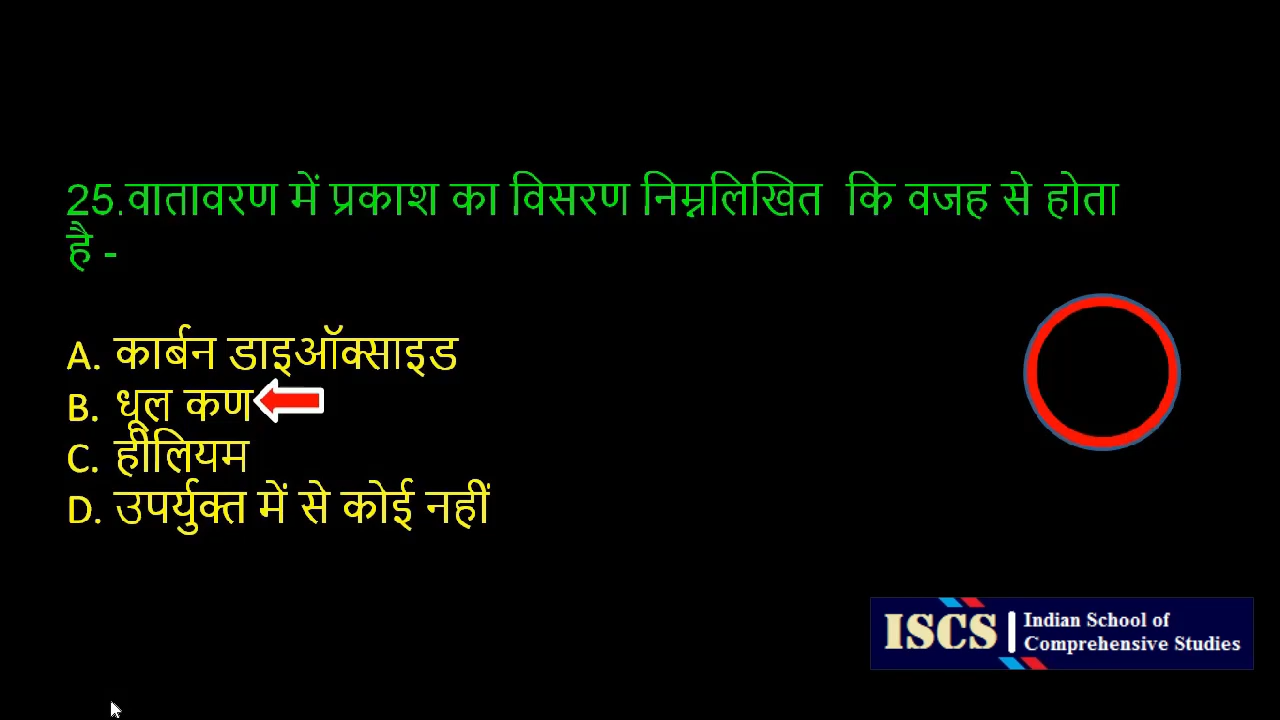 25.वातावरण में प्रकाश का विसरण निम्नलिखित  कि वजह से होता
है -
A. कार्बन डाइऑक्साइड
B. धूल कण
C. हीलियम
D. उपर्युक्त में से कोई नहीं
ISCS
Indian School of
Comprehensive Studies